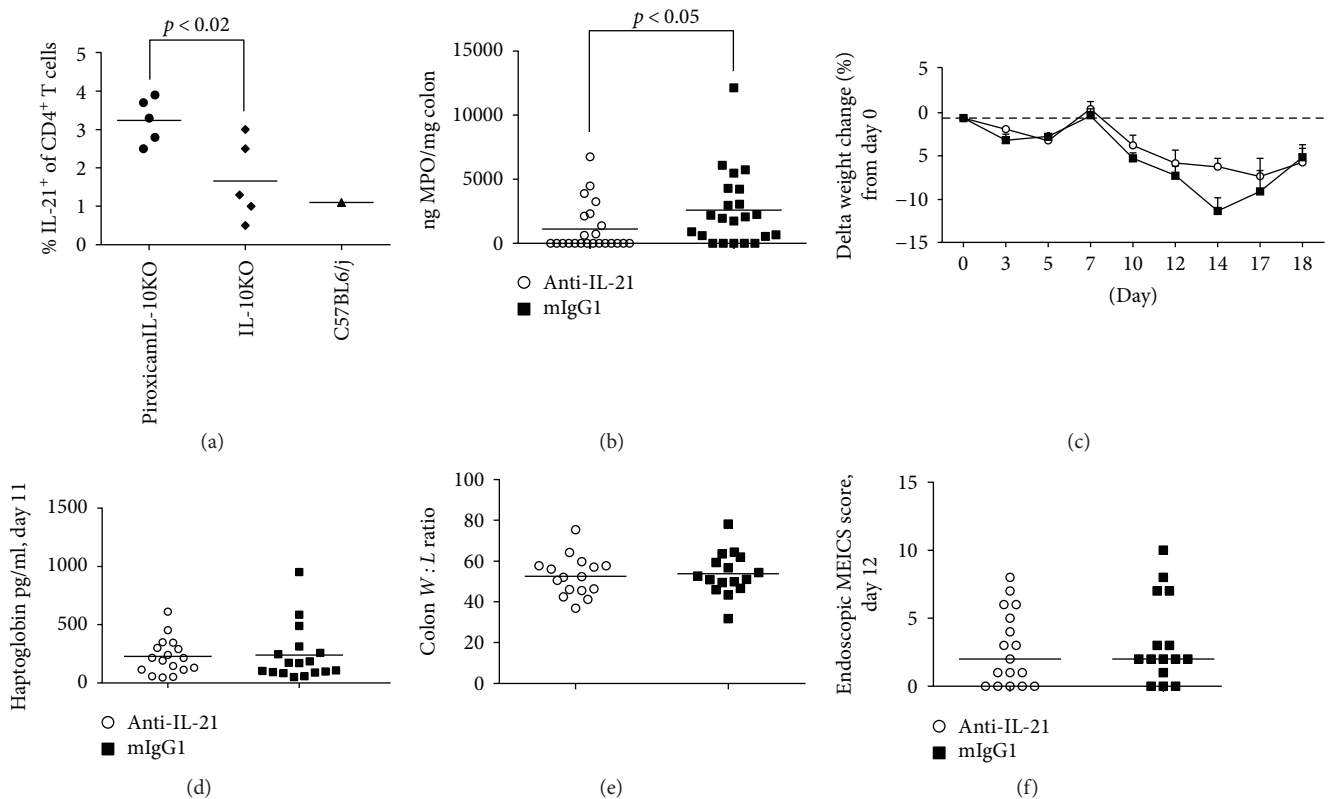 p < 0.02
% IL-21+ of CD4+ T cells
5
4
3
2
1
0
PiroxicamIL-10KO
IL-10KO
C57BL6/j
(a)
p < 0.05
ng MPO/mg colon
15000
10000
5000
0
Anti-IL-21
mIgG1
(b)
Delta weight change (%)
from day 0
5
0
5
−10
−15
0 3 5 7 10 12 14 17 18
(Day)
(c)
Haptoglobin pg/ml, day 11
1500
1000
500
0
Anti-IL-21
mIgG1
(d)
Colon W : L ratio
100
80
60
40
20
0
(e)
Endoscopic MEICS score,
day 12
15
10
5
0
Anti-IL-21
mIgG1
(f)